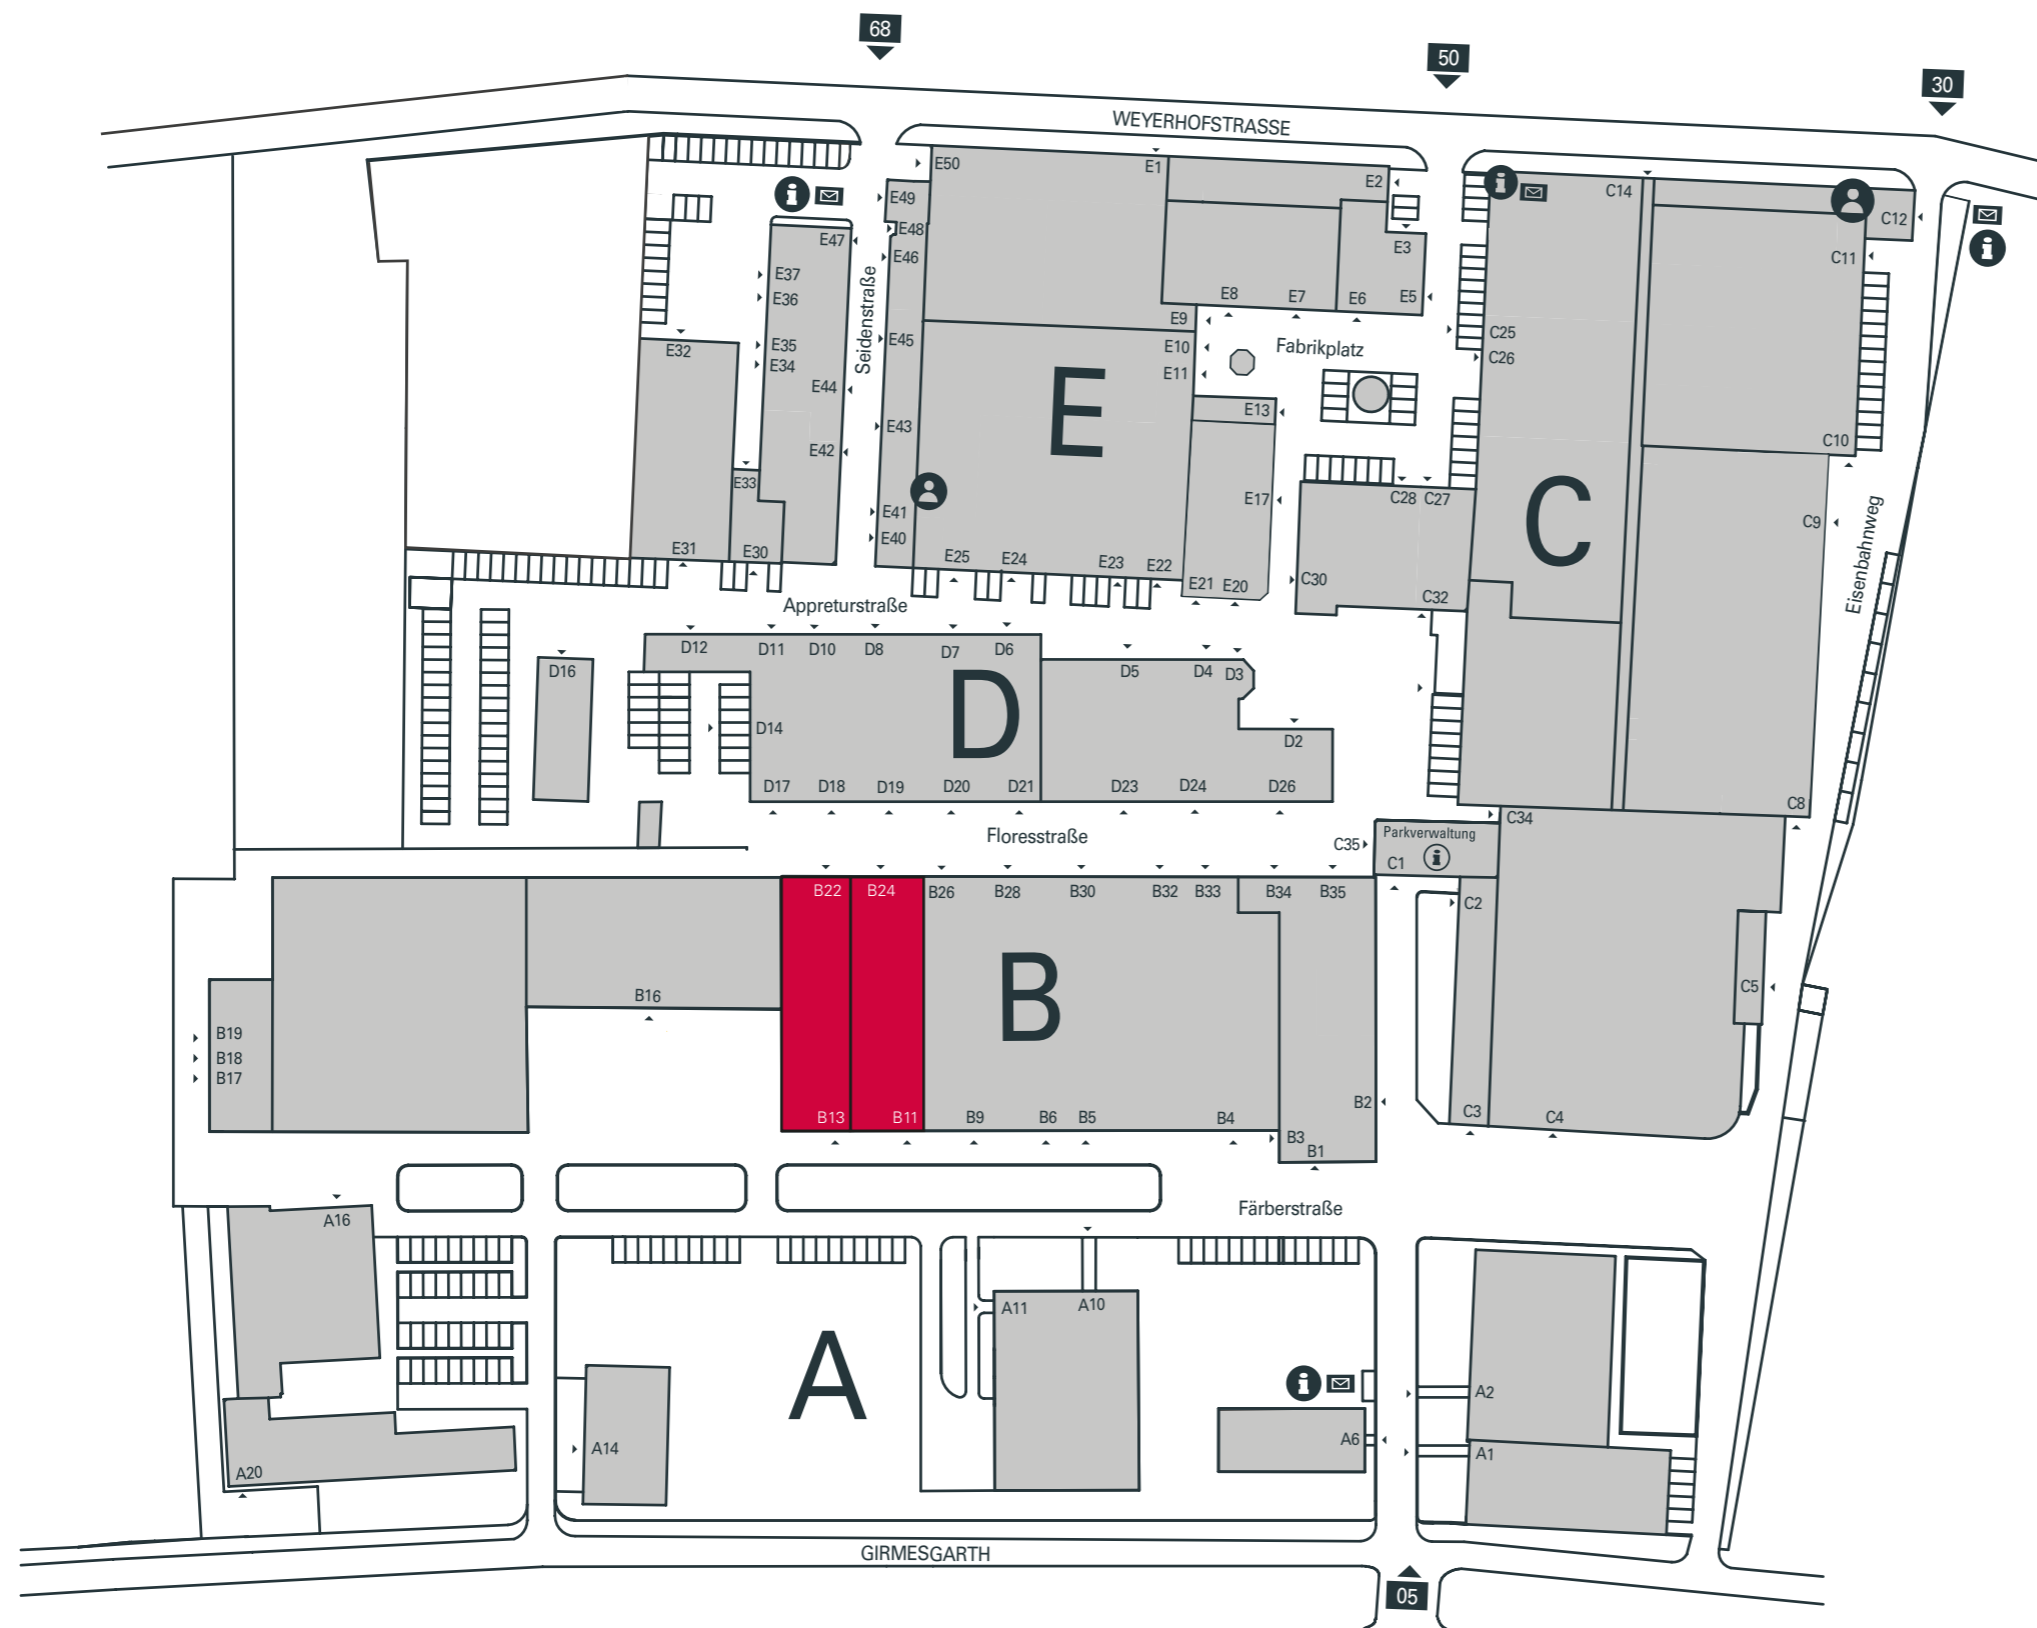 68
50
30
WEYERHOFSTRASSE
E50
E1
E2
C14
C12
E49
E48
E47
E46
E3
C11
E37
E36
Seidenstraße
E8
E7
E6
E5
E9
E45
E10
Fabrikplatz
C25
C26
E35
E34
E32
E11
E44
E
E13
E43
E42
C10
E33
E17
C28
C27
C
C9
E41
E40
Eisenbahnweg
E31
E30
E25
E24
E23
E22
E21
E20
C30
C32
Appreturstraße
D12
D11
D10
D8
D7
D6
D16
D5
D4
D3
D
D14
D2
D17
D18
D19
D20
D21
D23
D24
D26
C8
C34
Floresstraße
Parkverwaltung
C35
C1
B22
B24
B26
B28
B30
B32
B33
B34
B35
C2
B16
B
C5
B19
B18
B17
B13
B11
B9
B6
B5
B4
B2
B3
B1
C3
C4
Färberstraße
A16
A11
A10
A
A2
A14
A6
A1
A20
GIRMESGARTH
05